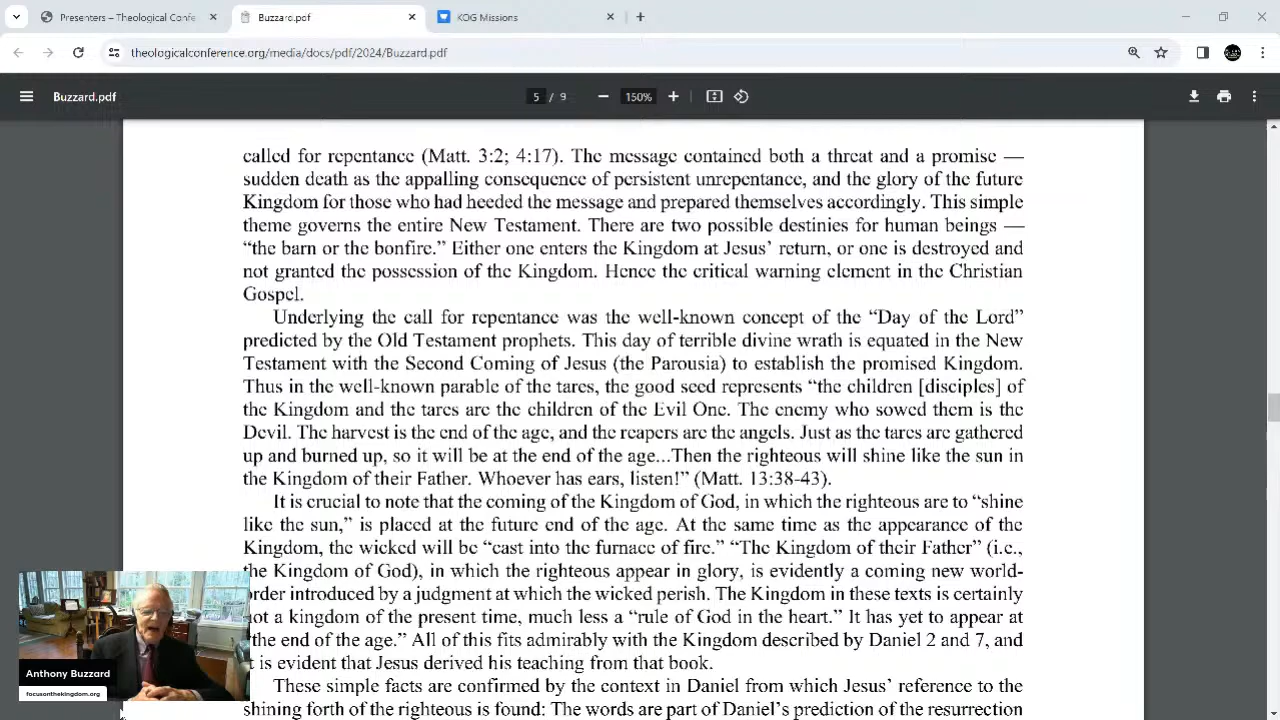 Presenters – Theological Confe
Buzzard.pdf
KOG Missions
theologicalconference.org/media/docs/pdf/2024/Buzzard.pdf
Buzzard.pdf
5 / 9
150%
called for repentance (Matt. 3:2; 4:17). The message contained both a threat and a promise —
sudden death as the appalling consequence of persistent unrepentance, and the glory of the future
Kingdom for those who had heeded the message and prepared themselves accordingly. This simple
theme governs the entire New Testament. There are two possible destinies for human beings —
“the barn or the bonfire.” Either one enters the Kingdom at Jesus’ return, or one is destroyed and
not granted the possession of the Kingdom. Hence the critical warning element in the Christian
Gospel.
Underlying the call for repentance was the well-known concept of the “Day of the Lord”
predicted by the Old Testament prophets. This day of terrible divine wrath is equated in the New
Testament with the Second Coming of Jesus (the Parousia) to establish the promised Kingdom.
Thus in the well-known parable of the tares, the good seed represents “the children [disciples] of
the Kingdom and the tares are the children of the Evil One. The enemy who sowed them is the
Devil. The harvest is the end of the age, and the reapers are the angels. Just as the tares are gathered
up and burned up, so it will be at the end of the age...Then the righteous will shine like the sun in
the Kingdom of their Father. Whoever has ears, listen!” (Matt. 13:38-43).
It is crucial to note that the coming of the Kingdom of God, in which the righteous are to “shine
like the sun,” is placed at the future end of the age. At the same time as the appearance of the
Kingdom, the wicked will be “cast into the furnace of fire.” “The Kingdom of their Father” (i.e.,
the Kingdom of God), in which the righteous appear in glory, is evidently a coming new world-
order introduced by a judgment at which the wicked perish. The Kingdom in these texts is certainly
not a kingdom of the present time, much less a “rule of God in the heart.” It has yet to appear at
“the end of the age.” All of this fits admirably with the Kingdom described by Daniel 2 and 7, and
it is evident that Jesus derived his teaching from that book.
These simple facts are confirmed by the context in Daniel from which Jesus’ reference to the
shining forth of the righteous is found: The words are part of Daniel’s prediction of the resurrection
Anthony Buzzard
focusonthekingdom.org